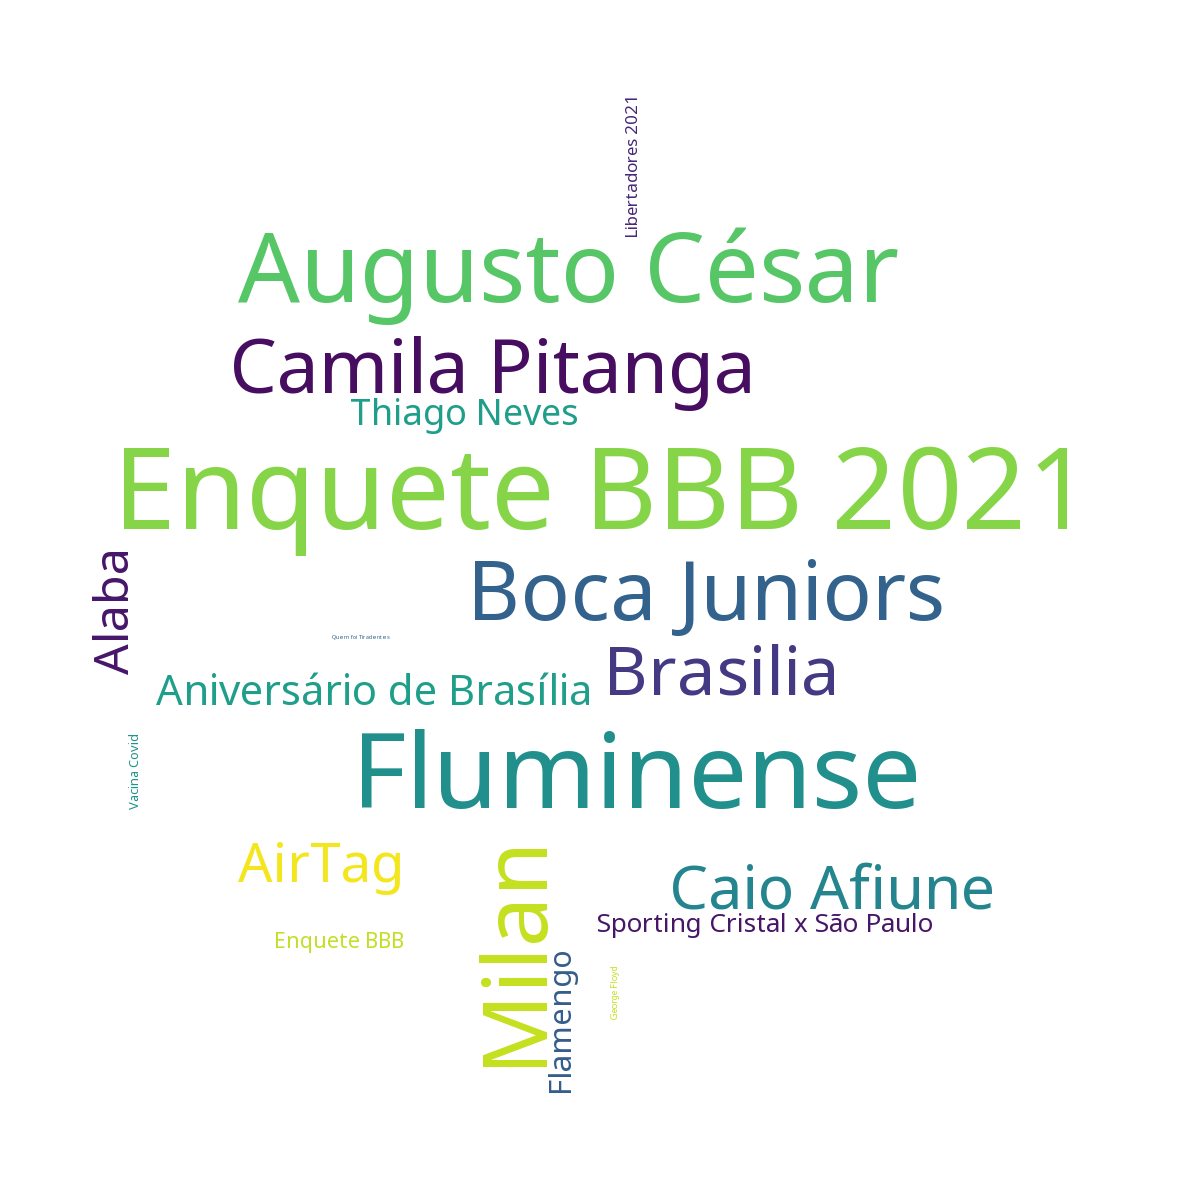 Libertadores 2021
Augusto César
Camila Pitanga
Thiago Neves
Enquete BBB 2021
Alaba
Boca Juniors
Quem foi Tiradentes
Brasilia
Aniversário de Brasília
Vacina Covid
Fluminense
AirTag
Milan
Caio Afiune
Sporting Cristal x São Paulo
Enquete BBB
Flamengo
George Floyd